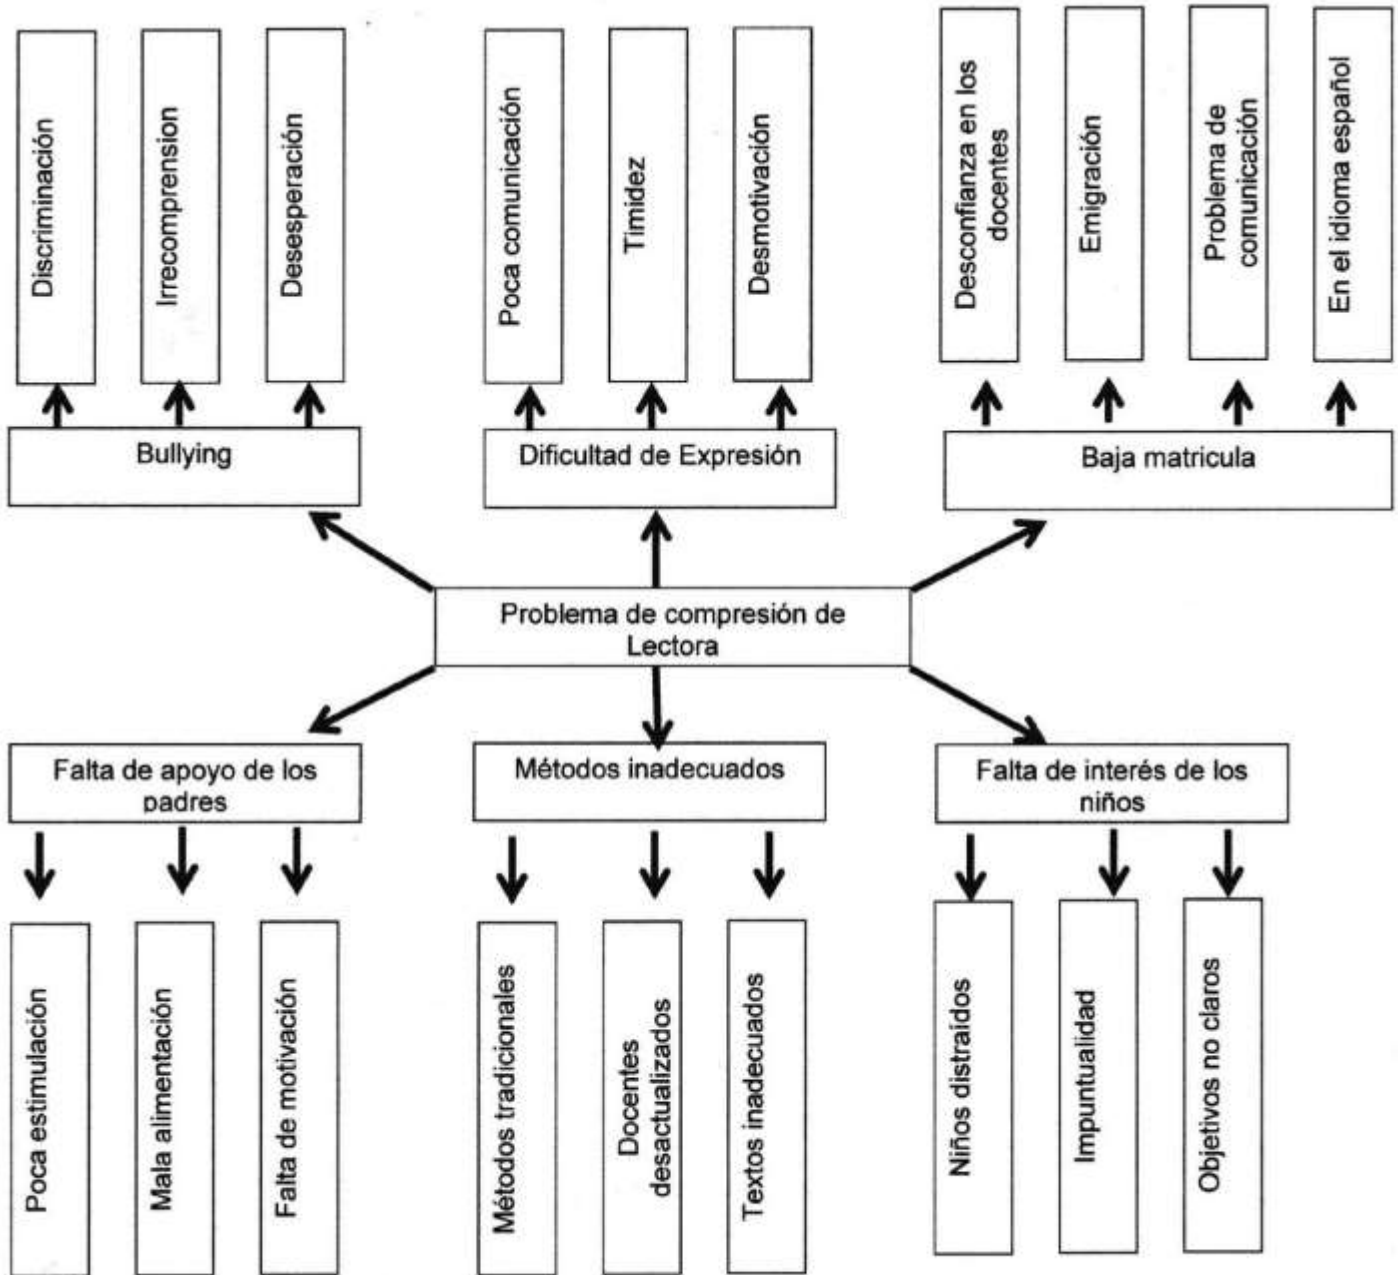 Discriminación
Irrecomprension
Desesperación
Poca comunicación
Timidez
Desmotivación
Desconfianza en los
docentes
Emigración
Problema de
comunicación
En el idioma español
Bullying
Dificultad de Expresión
Baja matricula
Problema de compresión de
Lectora
Falta de apoyo de los
padres
Métodos inadecuados
Falta de interés de los
niños
Poca estimulación
Mala alimentación
Falta de motivación
Métodos tradicionales
Docentes
desactualizados
Textos inadecuados
Niños distraídos
Impuntualidad
Objetivos no claros